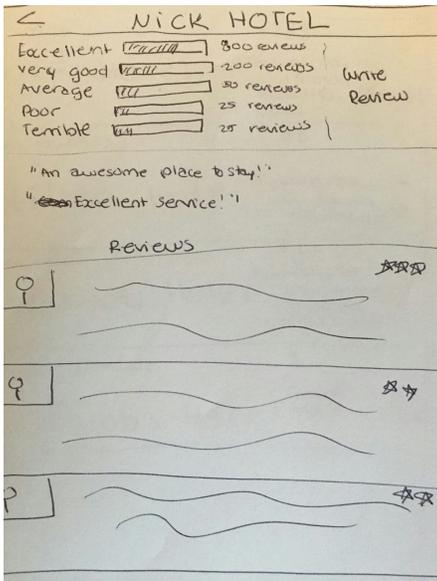 NICK HOTEL
Excellent 800 reviews
very good 200 reviews
Average 50 reviews
Poor 25 reviews
Terrible 25 reviews
Write
Review
"An awesome place to stay!"
"Excellent service!"
Reviews